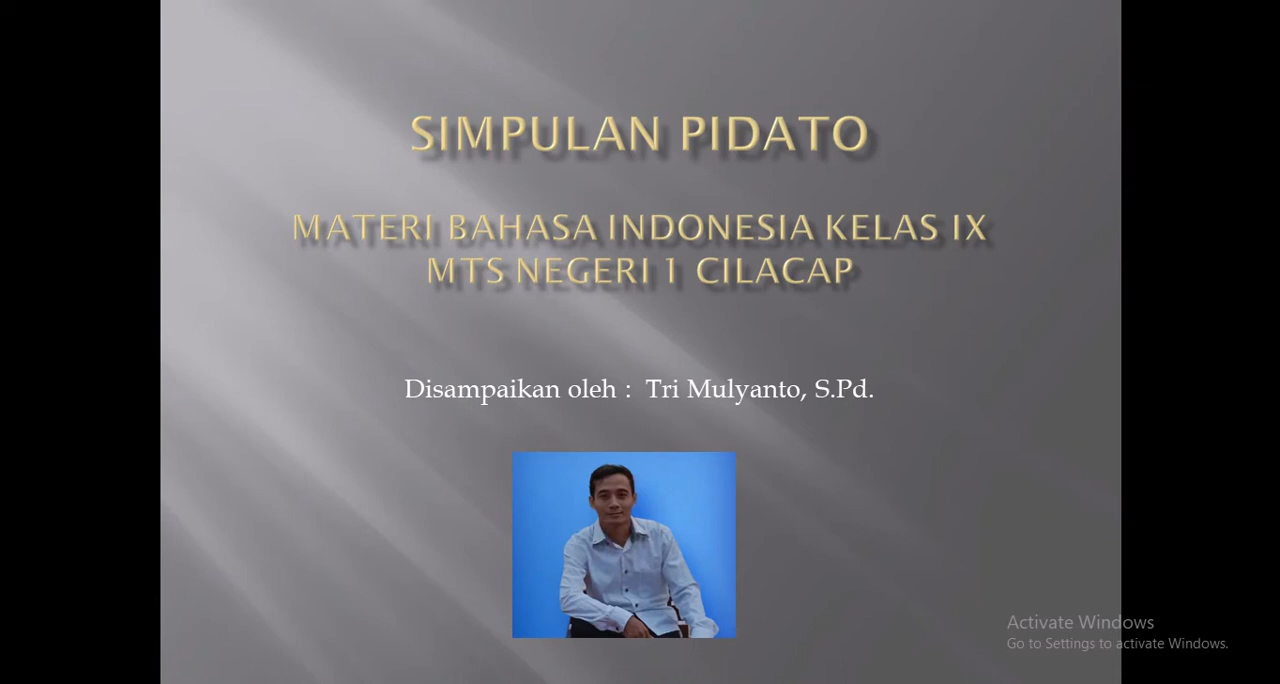 SIMPULAN PIDATO
MATERI BAHASA INDONESIA KELAS IX
MTS NEGERI 1 CILACAP
Disampaikan oleh :  Tri Mulyanto, S.Pd.
Activate Windows
Go to Settings to activate Windows.